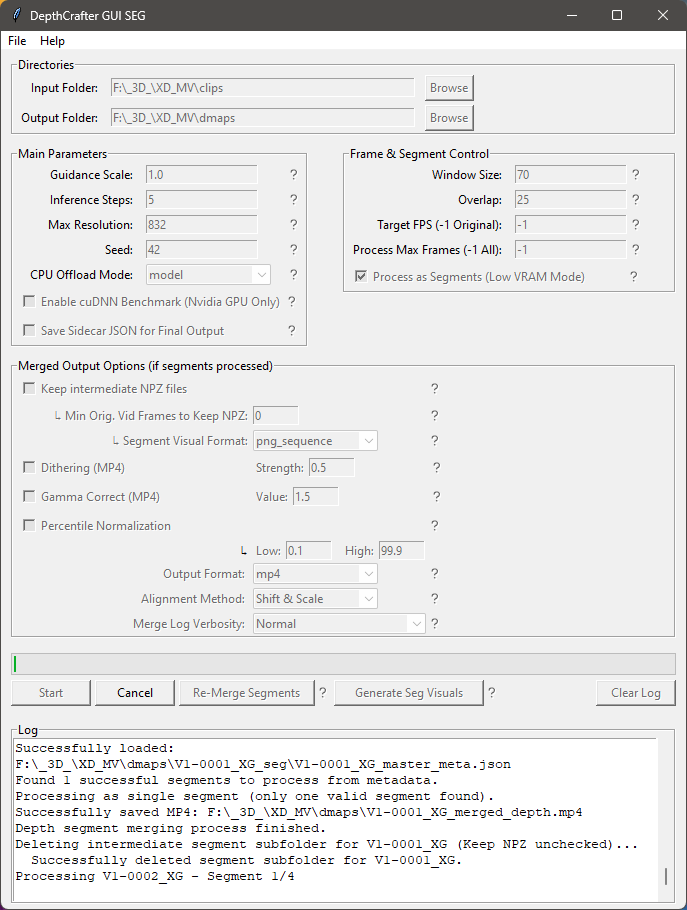 DepthCrafter GUI SEG
File Help
Directories
Input Folder: F:\_3D_\XD_MV\clips Browse
Output Folder: F:\_3D_\XD_MV\dmaps Browse
Main Parameters
Guidance Scale: 1.0 ?
Inference Steps: 5 ?
Max Resolution: 832 ?
Seed: 42 ?
CPU Offload Mode: model ?
Enable cuDNN Benchmark (Nvidia GPU Only) ?
Save Sidecar JSON for Final Output ?
Frame & Segment Control
Window Size: 70 ?
Overlap: 25 ?
Target FPS (-1 Original): -1 ?
Process Max Frames (-1 All): -1 ?
Process as Segments (Low VRAM Mode) ?
Merged Output Options (if segments processed)
Keep intermediate NPZ files ?
↳ Min Orig. Vid Frames to Keep NPZ: 0 ?
↳ Segment Visual Format: png_sequence ?
Dithering (MP4) Strength: 0.5 ?
Gamma Correct (MP4) Value: 1.5 ?
Percentile Normalization ?
↳ Low: 0.1 High: 99.9
Output Format: mp4 ?
Alignment Method: Shift & Scale ?
Merge Log Verbosity: Normal ?
Start Cancel Re-Merge Segments ? Generate Seg Visuals ? Clear Log
Log
Successfully loaded:
F:\_3D_\XD_MV\dmaps\V1-0001_XG_seg\V1-0001_XG_master_meta.json
Found 1 successful segments to process from metadata.
Processing as single segment (only one valid segment found).
Successfully saved MP4: F:\_3D_\XD_MV\dmaps\V1-0001_XG_merged_depth.mp4
Depth segment merging process finished.
Deleting intermediate segment subfolder for V1-0001_XG (Keep NPZ unchecked)...
Successfully deleted segment subfolder for V1-0001_XG.
Processing V1-0002_XG - Segment 1/4